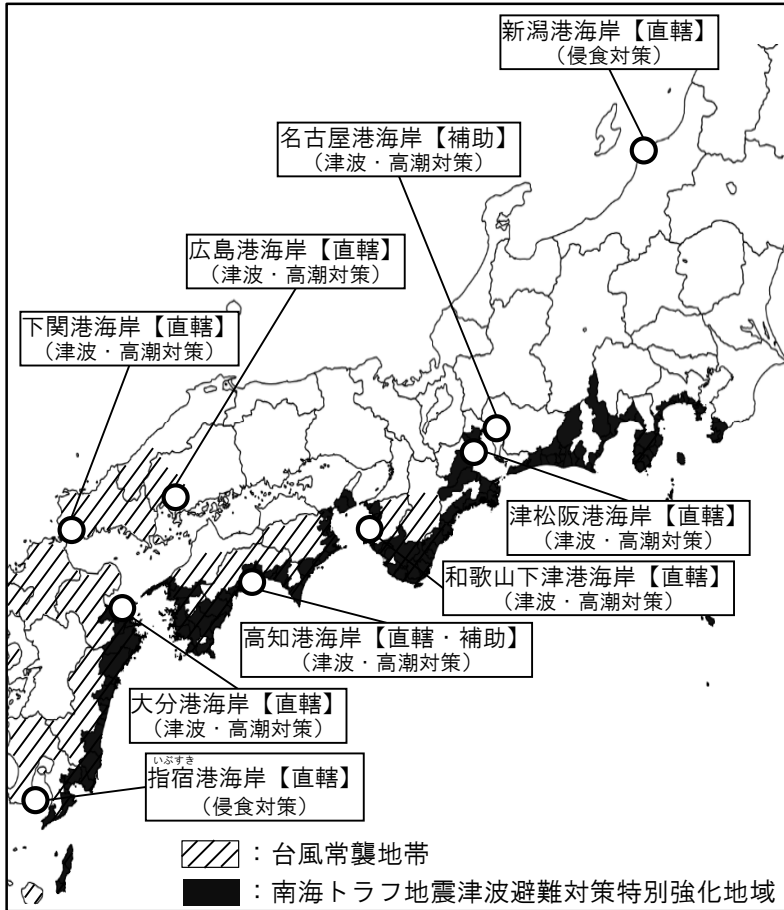 新潟港海岸【直轄】
（侵食対策）
名古屋港海岸【補助】
（津波・高潮対策）
広島港海岸【直轄】
（津波・高潮対策）
下関港海岸【直轄】
（津波・高潮対策）
津松阪港海岸【直轄】
（津波・高潮対策）
和歌山下津港海岸【直轄】
（津波・高潮対策）
高知港海岸【直轄・補助】
（津波・高潮対策）
大分港海岸【直轄】
（津波・高潮対策）
いぶすき
指宿港海岸【直轄】
（侵食対策）
：台風常襲地帯
：南海トラフ地震津波避難対策特別強化地域